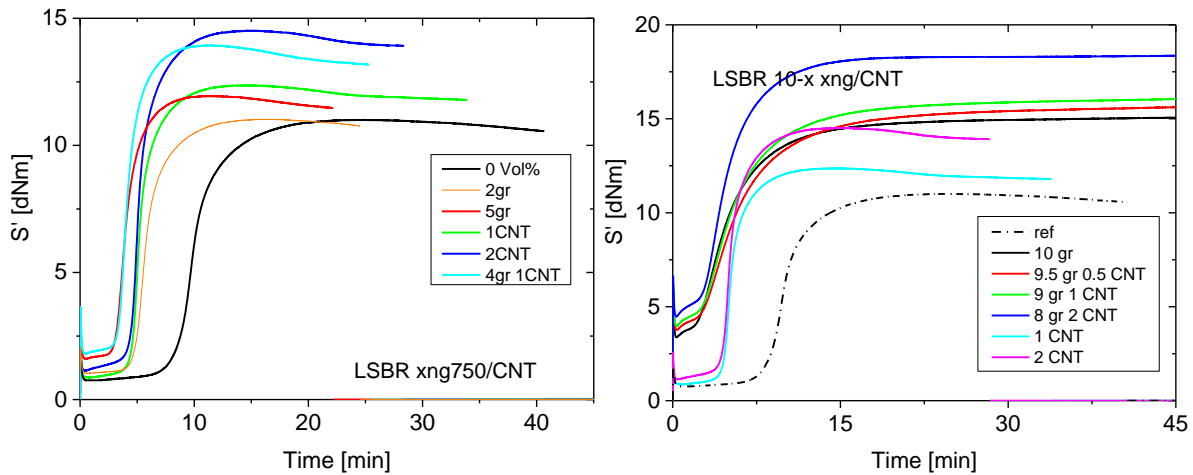 15
10
5
0
S' [dNm]
0 Vol%
2gr
5gr
1CNT
2CNT
4gr 1CNT
LSBR xng750/CNT
0 10 20 30 40
Time [min]
20
15
10
5
0
S' [dNm]
LSBR 10-x xng/CNT
ref
10 gr
9.5 gr 0.5 CNT
9 gr 1 CNT
8 gr 2 CNT
1 CNT
2 CNT
0 15 30 45
Time [min]